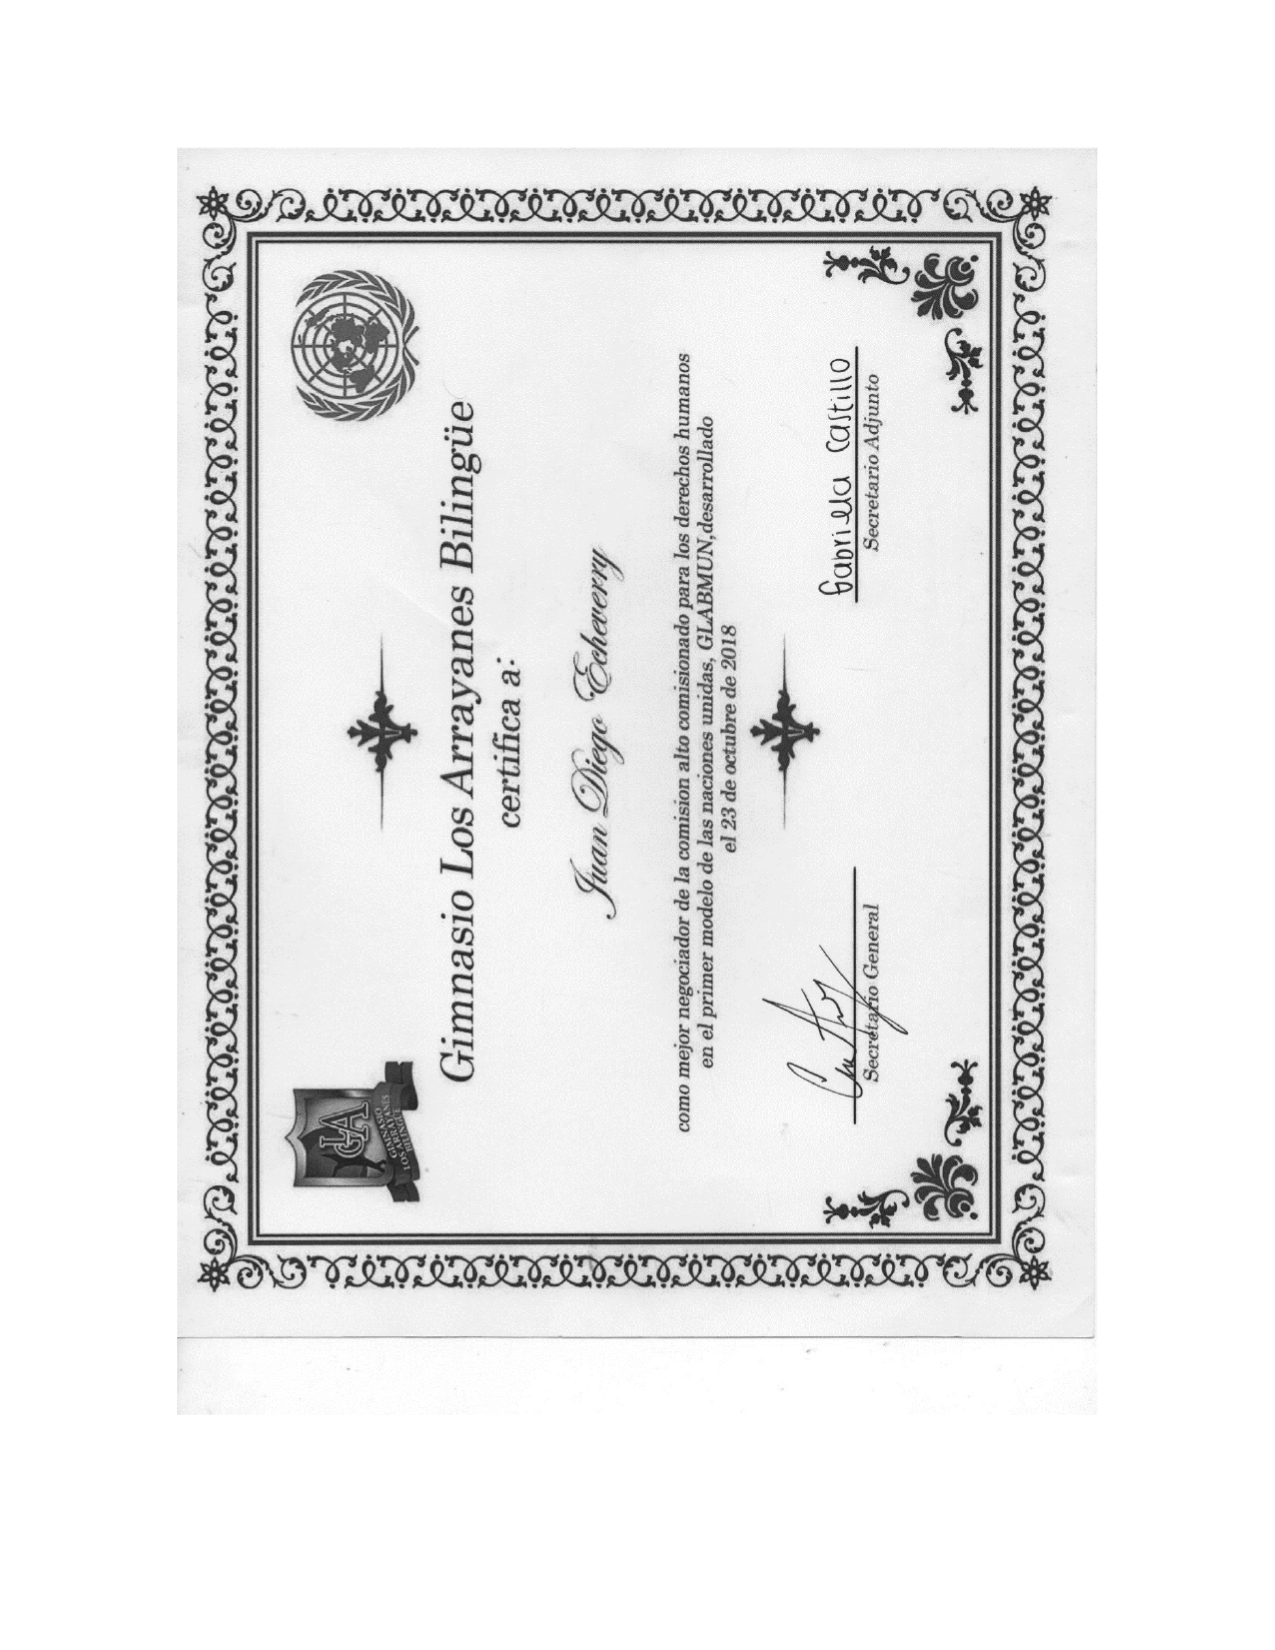 GLA
GIMNASIO
LOS ARRAYANES
BILINGÜE
Gimnasio Los Arrayanes Bilingüe
certifica a:
Juan Diego Echeverry
como mejor negociador de la comision alto comisionado para los derechos humanos
en el primer modelo de las naciones unidas, GLABMUN,desarrollado
el 23 de octubre de 2018
Secretario General
Gabriela Castillo
Secretario Adjunto